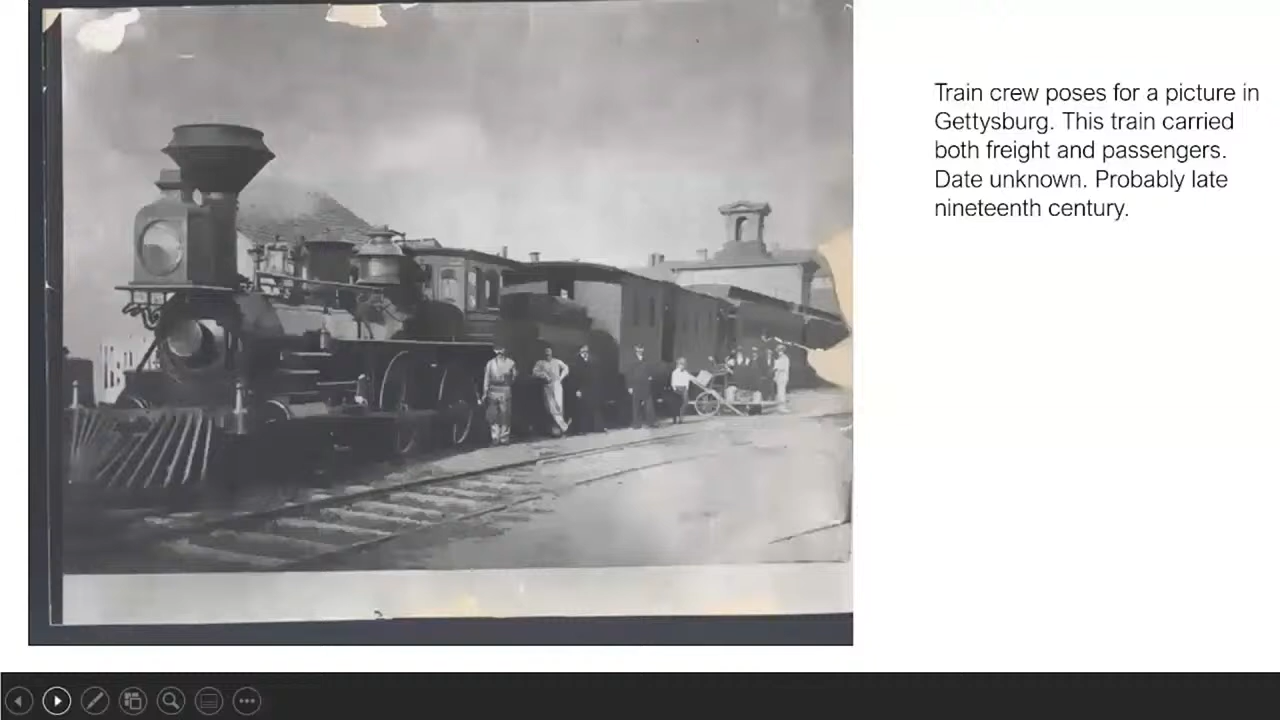 Train crew poses for a picture in
Gettysburg. This train carried
both freight and passengers.
Date unknown. Probably late
nineteenth century.